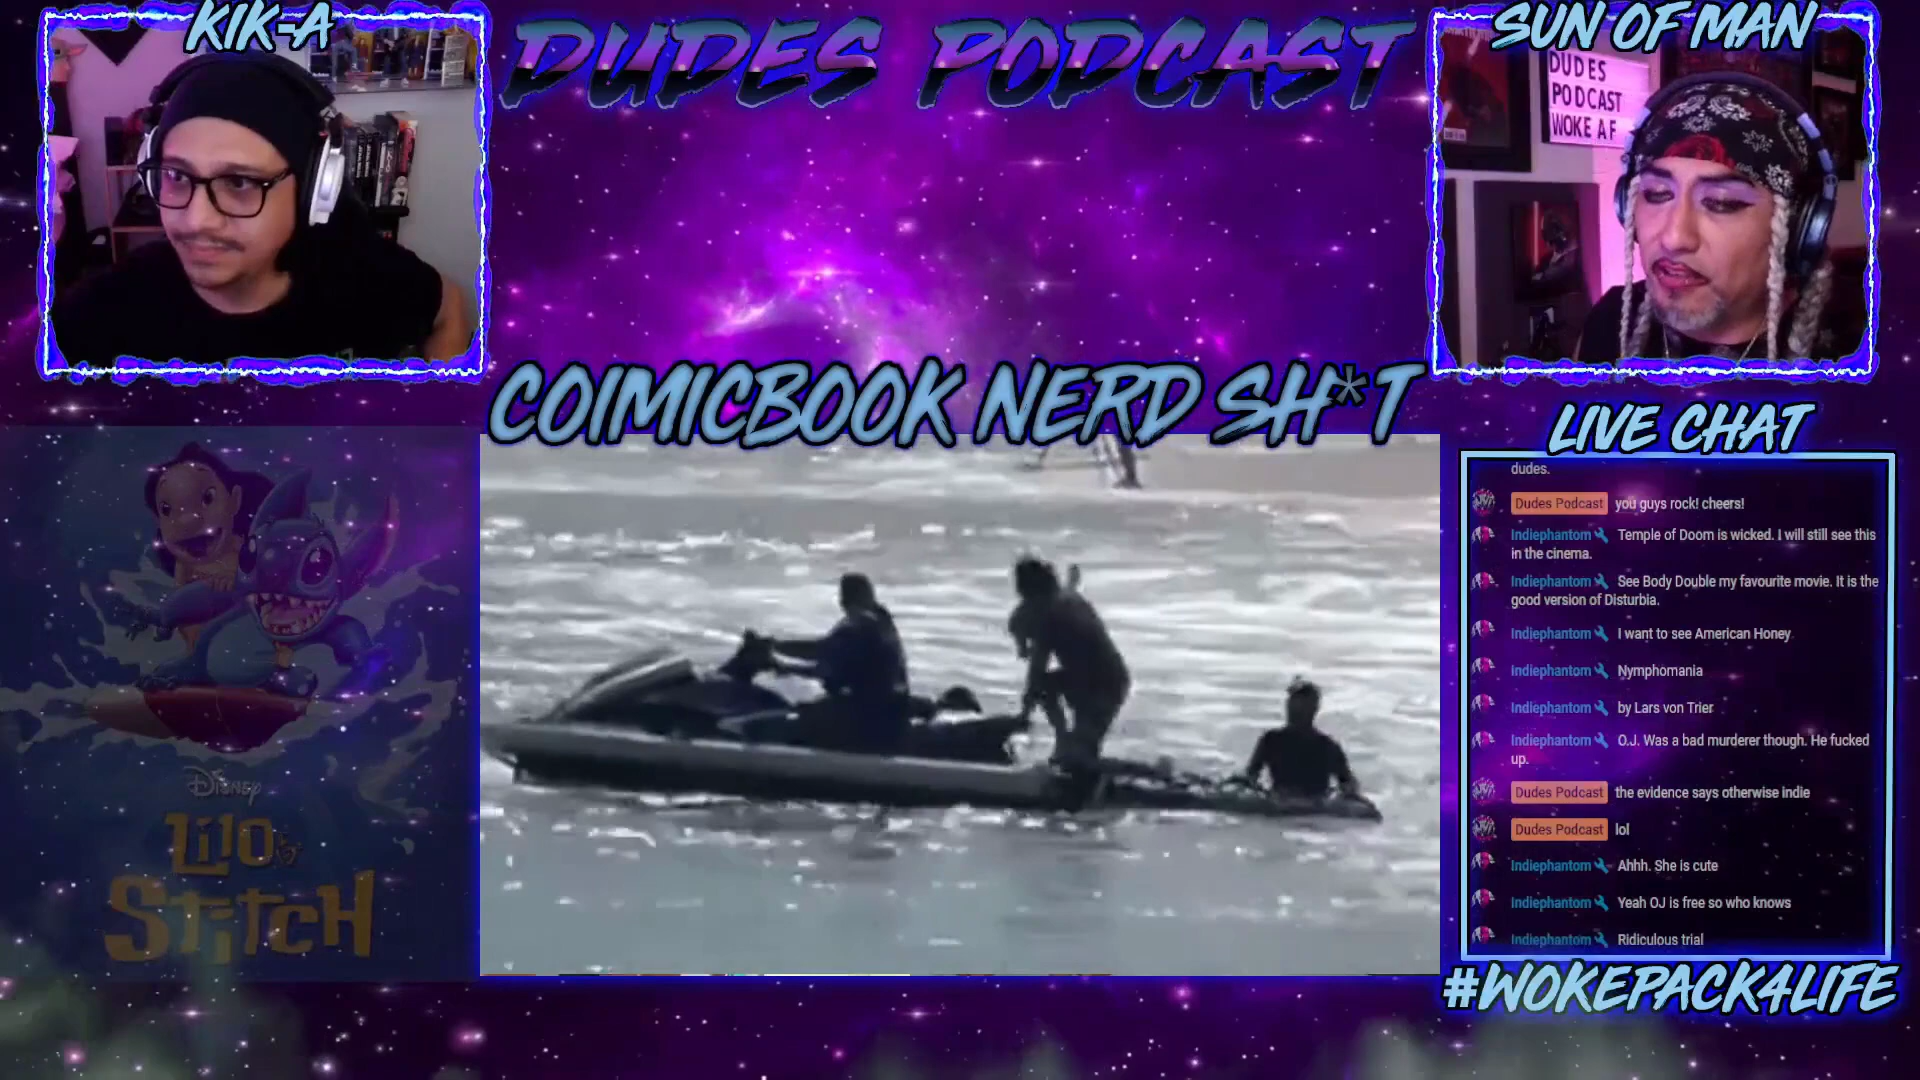 KIK-A
DUDES PODCAST
SUN OF MAN
DUDES
PODCAST
WOKE AF
COIMICBOOK NERD SH*T
LIVE CHAT
dudes.
Dudes Podcast you guys rock! cheers!
Indiephantom Temple of Doom is wicked. I will still see this
in the cinema.
Indiephantom See Body Double my favourite movie. It is the
good version of Disturbia.
Indiephantom I want to see American Honey
Indiephantom Nymphomania
Indiephantom by Lars von Trier
Indiephantom O.J. Was a bad murderer though. He fucked
up.
Dudes Podcast the evidence says otherwise indie
Dudes Podcast lol
Indiephantom Ahhh. She is cute
Indiephantom Yeah OJ is free so who knows
Indiephantom Ridiculous trial
#WOKEPACK4LIFE
Disney
Lilo &
Stitch